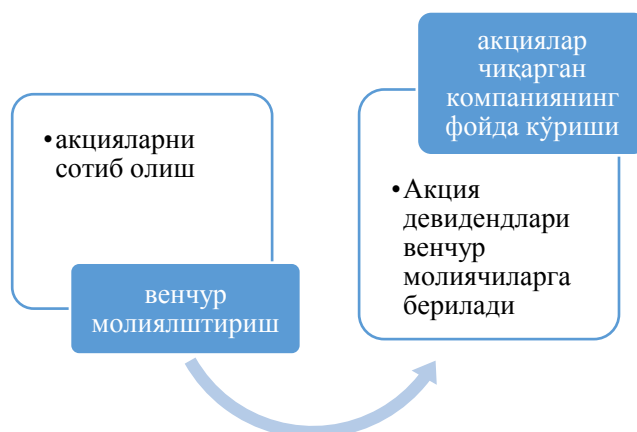 •акцияларни
сотиб олиш
венчур
молиялштириш
акциялар
чиқарган
компаниянинг
фойда кўриши
•Акция
девидендлари
венчур
молиячиларга
берилади